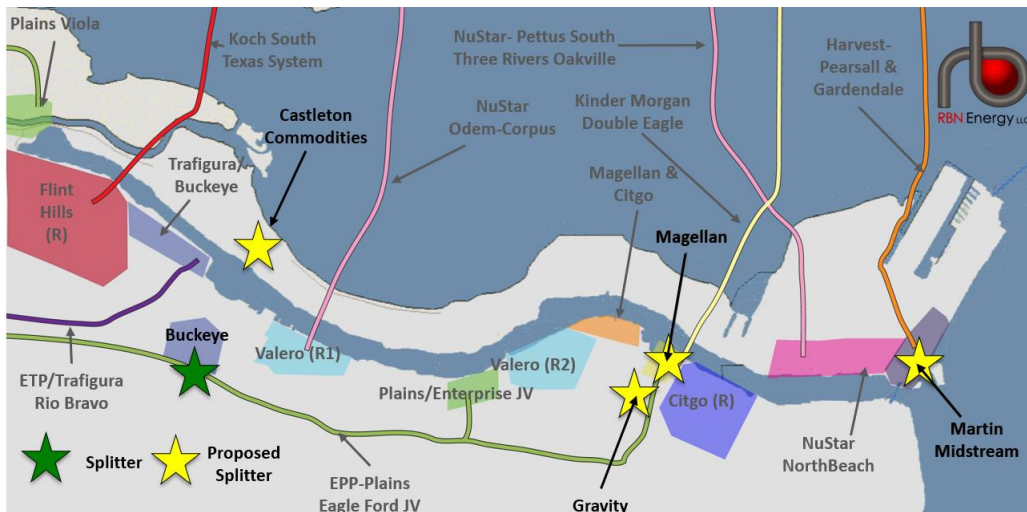 Plains Viola
Koch South
Texas System
NuStar- Pettus South
Three Rivers Oakville
Harvest-
Pearsall &
Gardendale
RBN Energy LLC
Castleton
Commodities
NuStar
Odem-Corpus
Kinder Morgan
Double Eagle
Trafigura/
Buckeye
Magellan &
Citgo
Flint
Hills
(R)
Magellan
Buckeye
Valero (R1)
Valero (R2)
ETP/Trafigura
Rio Bravo
Plains/Enterprise JV
Citgo (R)
NuStar
NorthBeach
Martin
Midstream
Splitter
Proposed
Splitter
EPP-Plains
Eagle Ford JV
Gravity